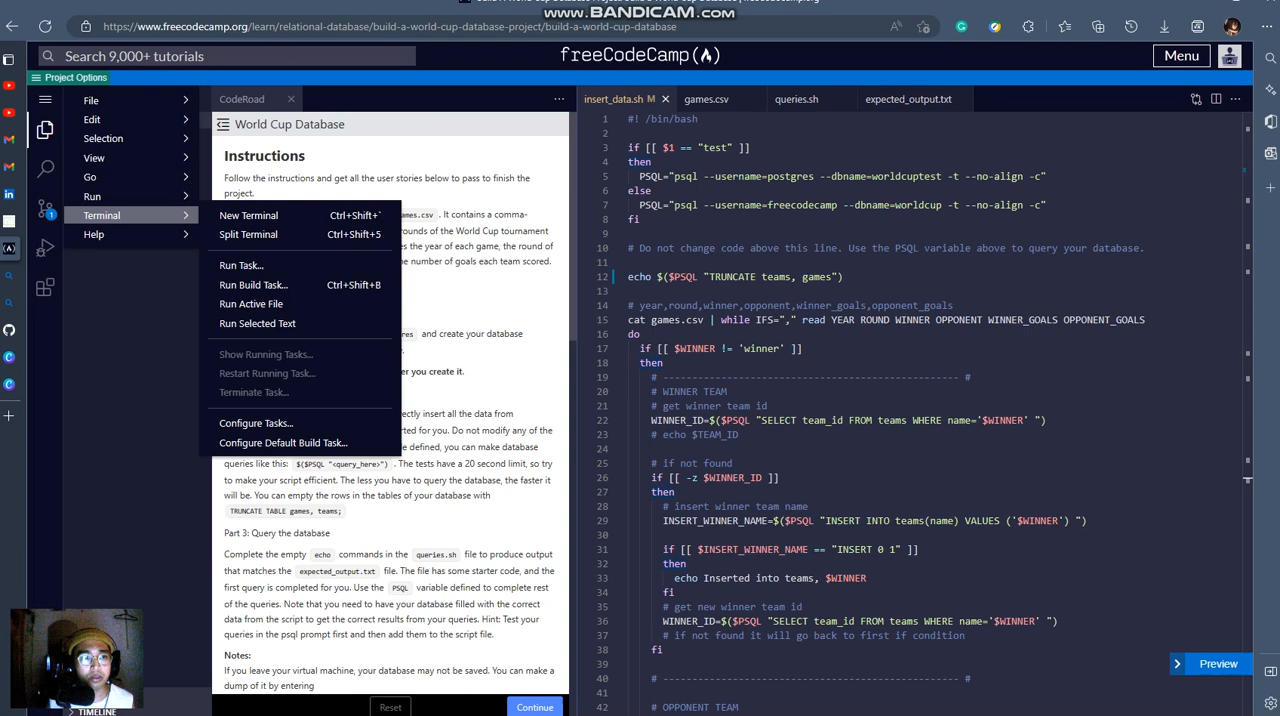 www.BANDICAM.com
https://www.freecodecamp.org/learn/relational-database/build-a-world-cup-database-project/build-a-world-cup-database
Search 9,000+ tutorials
freeCodeCamp
Menu
Project Options
File
Edit
Selection
View
Go
Run
Terminal
Help
New Terminal Ctrl+Shift+`
Split Terminal Ctrl+Shift+5
Run Task...
Run Build Task... Ctrl+Shift+B
Run Active File
Run Selected Text
Show Running Tasks...
Restart Running Task...
Terminate Task...
Configure Tasks...
Configure Default Build Task...
1
TIMELINE
CodeRoad
World Cup Database
Instructions
Follow the instructions and get all the user stories below to pass to finish the
project.
ames.csv . It contains a comma-
rounds of the World Cup tournament
es the year of each game, the round of
he number of goals each team scored.
res and create your database
er you create it.
rectly insert all the data from
rted for you. Do not modify any of the
e defined, you can make database
queries like this: $($PSQL "<query_here>") . The tests have a 20 second limit, so try
to make your script efficient. The less you have to query the database, the faster it
will be. You can empty the rows in the tables of your database with
TRUNCATE TABLE games, teams;
Part 3: Query the database
Complete the empty echo commands in the queries.sh file to produce output
that matches the expected_output.txt file. The file has some starter code, and the
first query is completed for you. Use the PSQL variable defined to complete rest
of the queries. Note that you need to have your database filled with the correct
data from the script to get the correct results from your queries. Hint: Test your
queries in the psql prompt first and then add them to the script file.
Notes:
If you leave your virtual machine, your database may not be saved. You can make a
dump of it by entering
Reset
Continue
insert_data.sh M
games.csv
queries.sh
expected_output.txt
1 #! /bin/bash
2
3 if [[ $1 == "test" ]]
4 then
5 PSQL="psql --username=postgres --dbname=worldcuptest -t --no-align -c"
6 else
7 PSQL="psql --username=freecodecamp --dbname=worldcup -t --no-align -c"
8 fi
9
10 # Do not change code above this line. Use the PSQL variable above to query your database.
11
12 echo $($PSQL "TRUNCATE teams, games")
13
14 # year,round,winner,opponent,winner_goals,opponent_goals
15 cat games.csv | while IFS="," read YEAR ROUND WINNER OPPONENT WINNER_GOALS OPPONENT_GOALS
16 do
17 if [[ $WINNER != 'winner' ]]
18 then
19 # ------------------------------------------------- #
20 # WINNER TEAM
21 # get winner team id
22 WINNER_ID=$($PSQL "SELECT team_id FROM teams WHERE name='$WINNER' ")
23 # echo $TEAM_ID
24
25 # if not found
26 if [[ -z $WINNER_ID ]]
27 then
28 # insert winner team
29 INSERT_WINNER_NAME=$($PSQL "INSERT INTO teams(name) VALUES ('$WINNER') ")
30
31 if [[ $INSERT_WINNER_NAME == "INSERT 0 1" ]]
32 then
33 echo Inserted into teams, $WINNER
34 fi
35 # get new winner team id
36 WINNER_ID=$($PSQL "SELECT team_id FROM teams WHERE name='$WINNER' ")
37 # if not found it will go back to first if condition
38 fi
39
40 # ------------------------------------------------- #
41
42 # OPPONENT TEAM
Preview